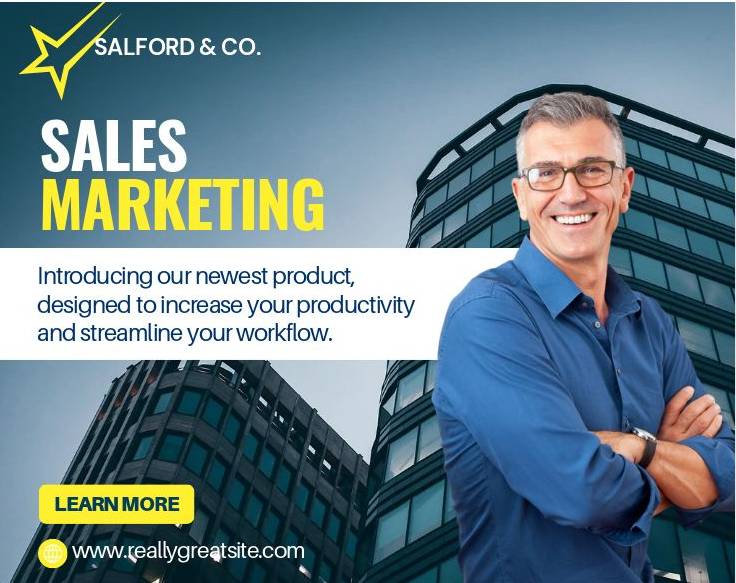 SALFORD & CO.
SALES
MARKETING
Introducing our newest product,
designed to increase your productivity
and streamline your workflow.
LEARN MORE
www.reallygreatsite.com